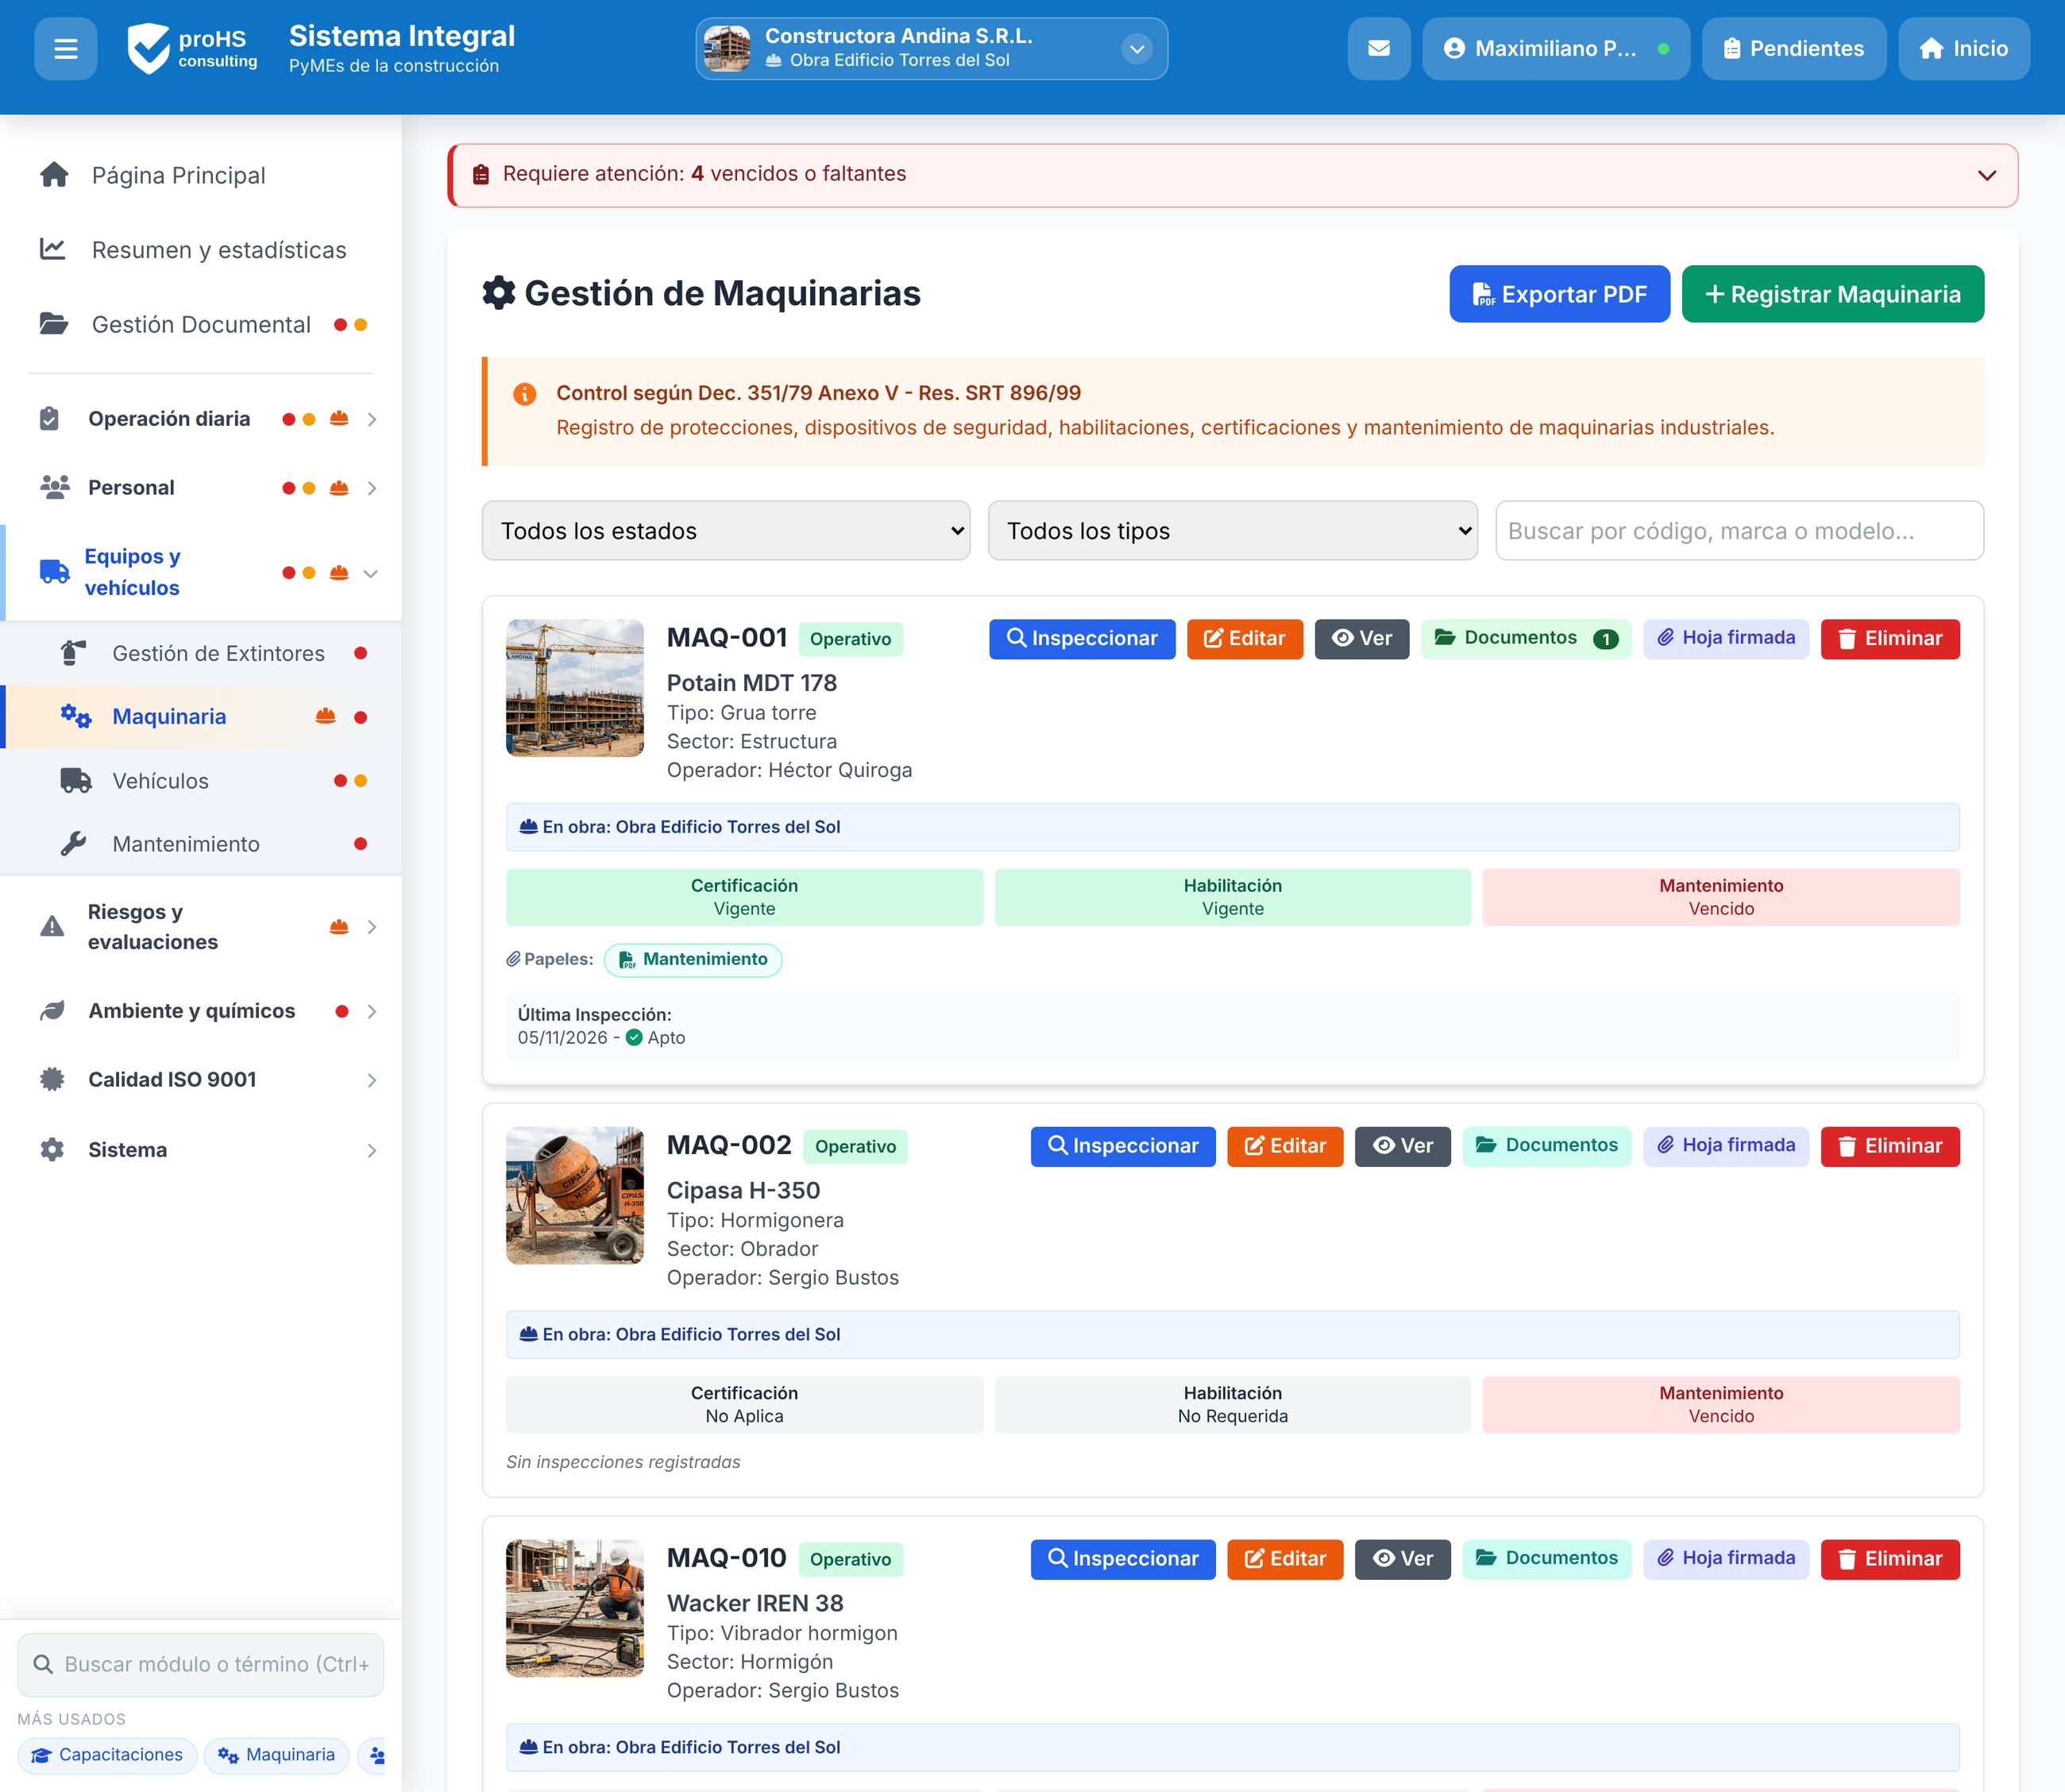 proHS
consulting
Sistema Integral
PyMEs de la construcción
Constructora Andina S.R.L.
Obra Edificio Torres del Sol
Maximiliano P...
Pendientes
Inicio
Página Principal
Resumen y estadísticas
Gestión Documental
Operación diaria
Personal
Equipos y
vehículos
Gestión de Extintores
Maquinaria
Vehículos
Mantenimiento
Riesgos y
evaluaciones
Ambiente y químicos
Calidad ISO 9001
Sistema
Buscar módulo o término (Ctrl+
MÁS USADOS
Capacitaciones
Maquinaria
Requiere atención: 4 vencidos o faltantes
Gestión de Maquinarias
Exportar PDF
Registrar Maquinaria
Control según Dec. 351/79 Anexo V - Res. SRT 896/99
Registro de protecciones, dispositivos de seguridad, habilitaciones, certificaciones y mantenimiento de maquinarias industriales.
Todos los estados
Todos los tipos
Buscar por código, marca o modelo...
MAQ-001 Operativo
Inspeccionar
Editar
Ver
Documentos 1
Hoja firmada
Eliminar
Potain MDT 178
Tipo: Grua torre
Sector: Estructura
Operador: Héctor Quiroga
En obra: Obra Edificio Torres del Sol
Certificación
Vigente
Habilitación
Vigente
Mantenimiento
Vencido
Papeles: Mantenimiento
Última Inspección:
05/11/2026 - Apto
MAQ-002 Operativo
Inspeccionar
Editar
Ver
Documentos
Hoja firmada
Eliminar
CIPASA
H-350
CIPASA
H-350
Cipasa H-350
Tipo: Hormigonera
Sector: Obrador
Operador: Sergio Bustos
En obra: Obra Edificio Torres del Sol
Certificación
No Aplica
Habilitación
No Requerida
Mantenimiento
Vencido
Sin inspecciones registradas
MAQ-010 Operativo
Inspeccionar
Editar
Ver
Documentos
Hoja firmada
Eliminar
Wacker IREN 38
Tipo: Vibrador hormigon
Sector: Hormigón
Operador: Sergio Bustos
En obra: Obra Edificio Torres del Sol